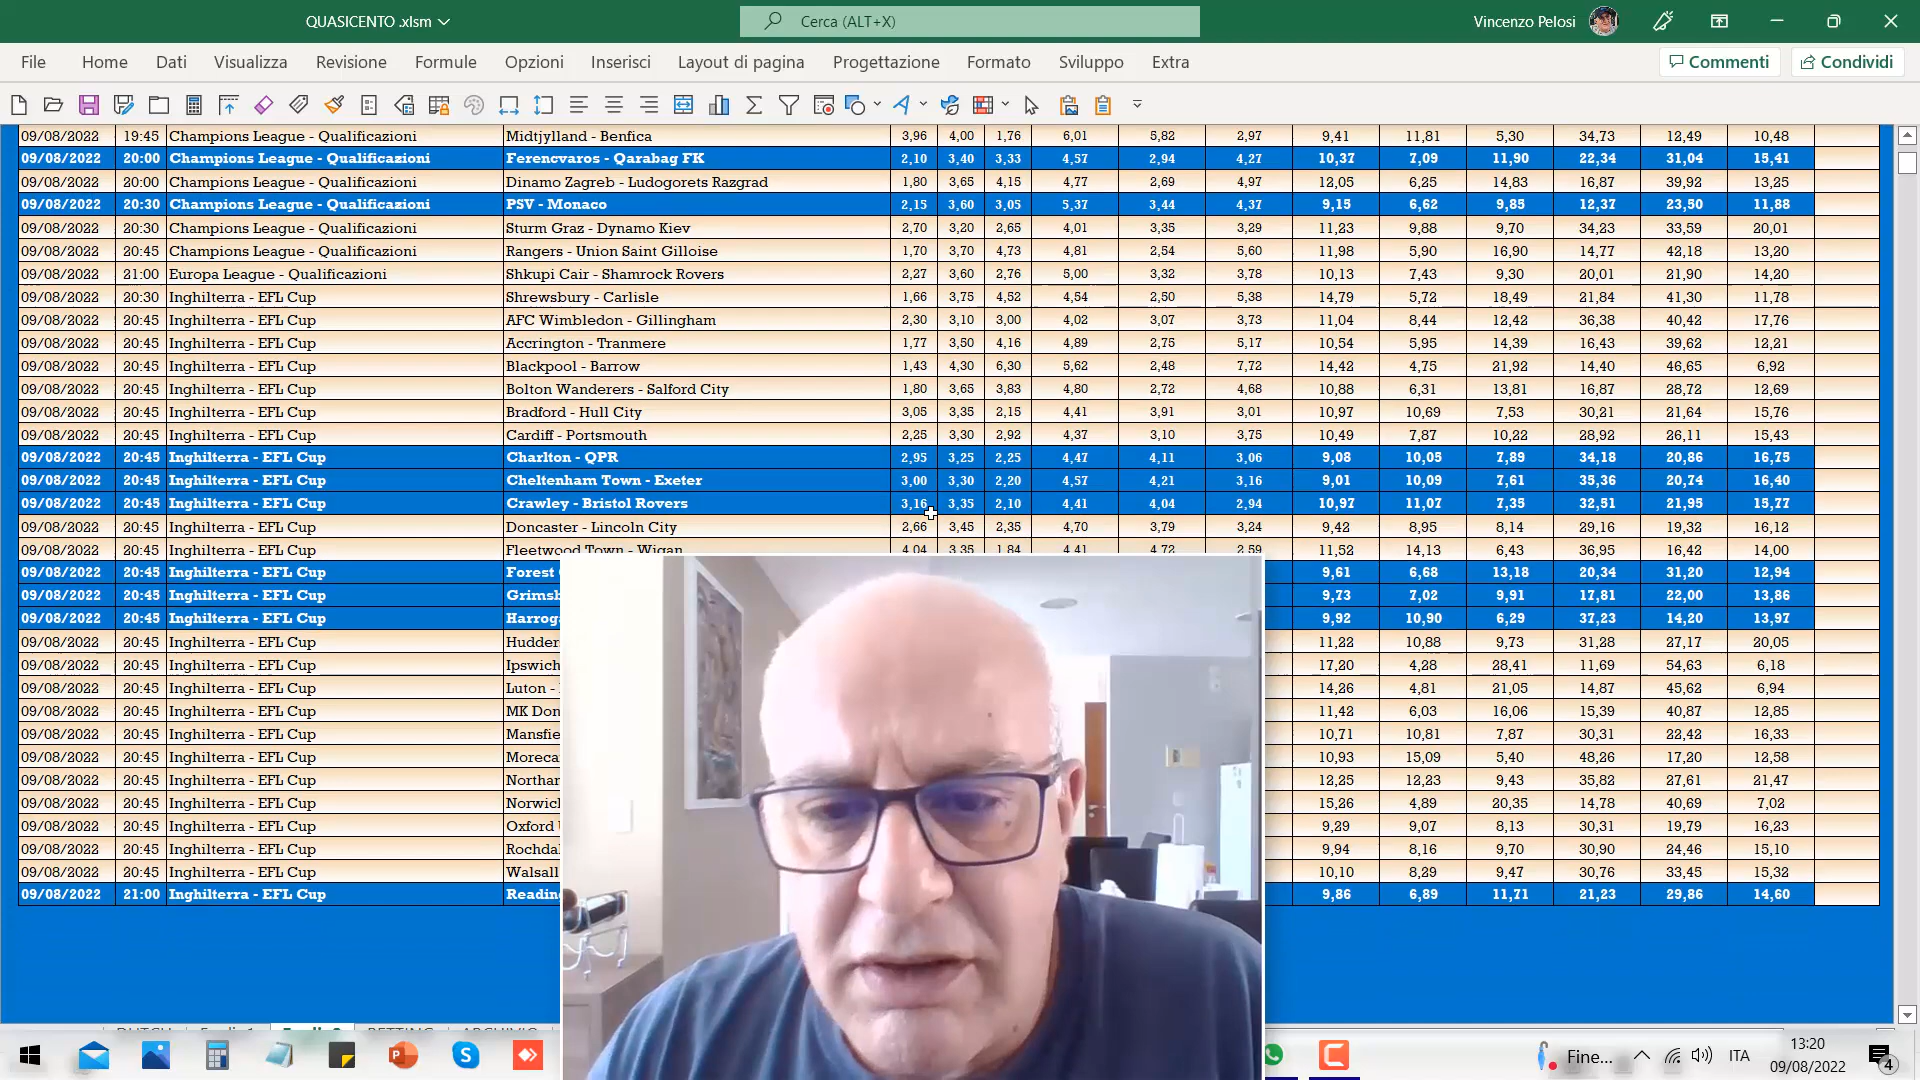 QUASICENTO .xlsm
Cerca (ALT+X)
Vincenzo Pelosi
File Home Dati Visualizza Revisione Formule Opzioni Inserisci Layout di pagina Progettazione Formato Sviluppo Extra
Commenti Condividi
09/08/2022 19:45 Champions League - Qualificazioni Midtjylland - Benfica 3,96 4,00 1,76 6,01 5,82 2,97 9,41 11,81 5,30 34,73 12,49 10,48
09/08/2022 20:00 Champions League - Qualificazioni Ferencvaros - Qarabag FK 2,10 3,40 3,33 4,57 2,94 4,27 10,37 7,09 11,90 22,34 31,04 15,41
09/08/2022 20:00 Champions League - Qualificazioni Dinamo Zagreb - Ludogorets Razgrad 1,80 3,65 4,15 4,77 2,69 4,97 12,05 6,25 14,83 16,87 39,92 13,25
09/08/2022 20:30 Champions League - Qualificazioni PSV - Monaco 2,15 3,60 3,05 5,37 3,44 4,37 9,15 6,62 9,85 12,37 23,50 11,88
09/08/2022 20:30 Champions League - Qualificazioni Sturm Graz - Dynamo Kiev 2,70 3,20 2,65 4,01 3,35 3,29 11,23 9,88 9,70 34,23 33,59 20,01
09/08/2022 20:45 Champions League - Qualificazioni Rangers - Union Saint Gilloise 1,70 3,70 4,73 4,81 2,54 5,60 11,98 5,90 16,90 14,77 42,18 13,20
09/08/2022 21:00 Europa League - Qualificazioni Shkupi Cair - Shamrock Rovers 2,27 3,60 2,76 5,00 3,32 3,78 10,13 7,43 9,30 20,01 21,90 14,20
09/08/2022 20:30 Inghilterra - EFL Cup Shrewsbury - Carlisle 1,66 3,75 4,52 4,54 2,50 5,38 14,79 5,72 18,49 21,84 41,30 11,78
09/08/2022 20:45 Inghilterra - EFL Cup AFC Wimbledon - Gillingham 2,30 3,10 3,00 4,02 3,07 3,73 11,04 8,44 12,42 36,38 40,42 17,76
09/08/2022 20:45 Inghilterra - EFL Cup Accrington - Tranmere 1,77 3,50 4,16 4,89 2,75 5,17 10,54 5,95 14,39 16,43 39,62 12,21
09/08/2022 20:45 Inghilterra - EFL Cup Blackpool - Barrow 1,43 4,30 6,30 5,62 2,48 7,72 14,42 4,75 21,92 14,40 46,65 6,92
09/08/2022 20:45 Inghilterra - EFL Cup Bolton Wanderers - Salford City 1,80 3,65 3,83 4,80 2,72 4,68 10,88 6,31 13,81 16,87 28,72 12,69
09/08/2022 20:45 Inghilterra - EFL Cup Bradford - Hull City 3,05 3,35 2,15 4,41 3,91 3,01 10,97 10,69 7,53 30,21 21,64 15,76
09/08/2022 20:45 Inghilterra - EFL Cup Cardiff - Portsmouth 2,25 3,30 2,92 4,37 3,10 3,75 10,49 7,87 10,22 28,92 26,11 15,43
09/08/2022 20:45 Inghilterra - EFL Cup Charlton - QPR 2,95 3,25 2,25 4,47 4,11 3,06 9,08 10,05 7,89 34,18 20,86 16,75
09/08/2022 20:45 Inghilterra - EFL Cup Cheltenham Town - Exeter 3,00 3,30 2,20 4,57 4,21 3,16 9,01 10,09 7,61 35,36 20,74 16,40
09/08/2022 20:45 Inghilterra - EFL Cup Crawley - Bristol Rovers 3,16 3,35 2,10 4,41 4,04 2,94 10,97 11,07 7,35 32,51 21,95 15,77
09/08/2022 20:45 Inghilterra - EFL Cup Doncaster - Lincoln City 2,66 3,45 2,35 4,70 3,79 3,24 9,42 8,95 8,14 29,16 19,32 16,12
09/08/2022 20:45 Inghilterra - EFL Cup Fleetwood Town - Wigan 4,04 3,35 1,84 4,41 4,72 2,59 11,52 14,13 6,43 36,95 16,42 14,00
09/08/2022 20:45 Inghilterra - EFL Cup Forest 9,61 6,68 13,18 20,34 31,20 12,94
09/08/2022 20:45 Inghilterra - EFL Cup Grimsb 9,73 7,02 9,91 17,81 22,00 13,86
09/08/2022 20:45 Inghilterra - EFL Cup Harrog 9,92 10,90 6,29 37,23 14,20 13,97
09/08/2022 20:45 Inghilterra - EFL Cup Hudder 11,22 10,88 9,73 31,28 27,17 20,05
09/08/2022 20:45 Inghilterra - EFL Cup Ipswich 17,20 4,28 28,41 11,69 54,63 6,18
09/08/2022 20:45 Inghilterra - EFL Cup Luton - 14,26 4,81 21,05 14,87 45,62 6,94
09/08/2022 20:45 Inghilterra - EFL Cup MK Don 11,42 6,03 16,06 15,39 40,87 12,85
09/08/2022 20:45 Inghilterra - EFL Cup Mansfie 10,71 10,81 7,87 30,31 22,42 16,33
09/08/2022 20:45 Inghilterra - EFL Cup Moreca 10,93 15,09 5,40 48,26 17,20 12,58
09/08/2022 20:45 Inghilterra - EFL Cup Northar 12,25 12,23 9,43 35,82 27,61 21,47
09/08/2022 20:45 Inghilterra - EFL Cup Norwich 15,26 4,89 20,35 14,78 40,69 7,02
09/08/2022 20:45 Inghilterra - EFL Cup Oxford 9,29 9,07 8,13 30,31 19,79 16,23
09/08/2022 20:45 Inghilterra - EFL Cup Rochda 9,94 8,16 9,70 30,90 24,46 15,10
09/08/2022 20:45 Inghilterra - EFL Cup Walsall 10,10 8,29 9,47 30,76 33,45 15,32
09/08/2022 21:00 Inghilterra - EFL Cup Reading 9,86 6,89 11,71 21,23 29,86 14,60
DUTCH BETTING ARCHIVIO
Fine... ITA 13:20
09/08/2022
4